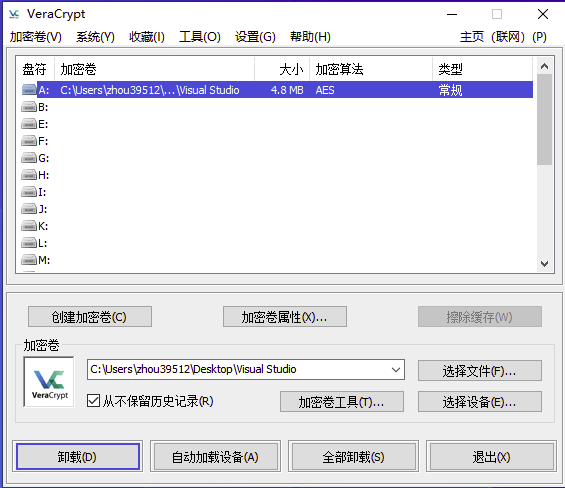 VeraCrypt
加密卷(V) 系统(Y) 收藏(I) 工具(O) 设置(G) 帮助(H) 主页（联网）(P)
盘符 加密卷 大小 加密算法 类型
A: C:\Users\zhou39512\...\Visual Studio 4.8 MB AES 常规
B:
E:
F:
G:
H:
I:
J:
K:
L:
M:
创建加密卷(C) 加密卷属性(X)... 擦除缓存(W)
加密卷
VeraCrypt
C:\Users\zhou39512\Desktop\Visual Studio 选择文件(F)...
从不保留历史记录(R) 加密卷工具(T)... 选择设备(E)...
卸载(D) 自动加载设备(A) 全部卸载(S) 退出(X)